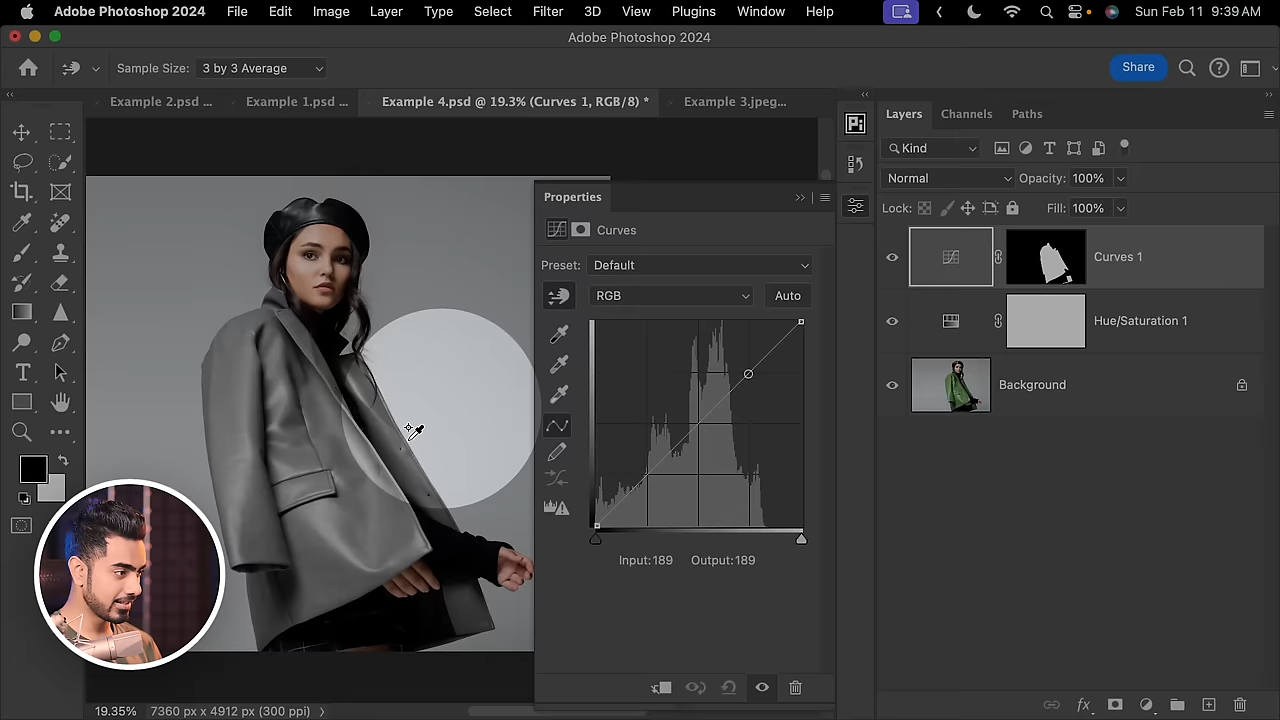 Adobe Photoshop 2024 File Edit Image Layer Type Select Filter 3D View Plugins Window Help Sun Feb 11 9:39 AM
Adobe Photoshop 2024
Sample Size: 3 by 3 Average Share
Example 2.psd ... Example 1.psd ... Example 4.psd @ 19.3% (Curves 1, RGB/8) * Example 3.jpeg...
Layers Channels Paths
Kind
Normal Opacity: 100%
Lock: Fill: 100%
Properties
Curves
Preset: Default
RGB Auto
Input: 189 Output: 189
Curves 1
Hue/Saturation 1
Background
19.35% 7360 px x 4912 px (300 ppi)